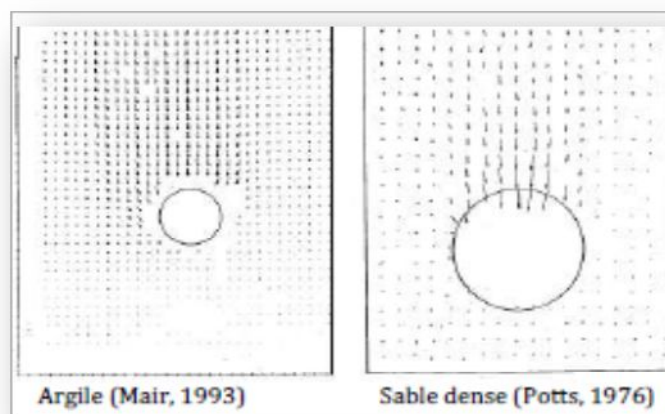 Argile (Mair, 1993)
Sable dense (Potts, 1976)